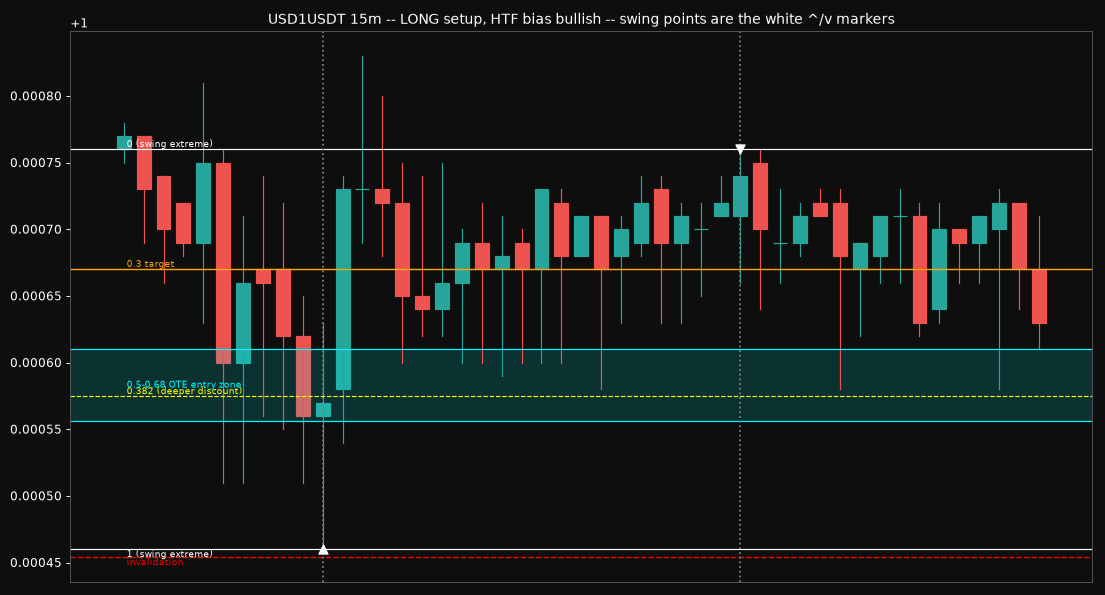 USD1USDT 15m -- LONG setup, HTF bias bullish -- swing points are the white ^/v markers
+1
0.00080
0 (swing extreme)
0.00075
0.00070
0.3 target
0.00065
0.00060
0.5-0.68 OTE entry zone
0.382 (deeper discount)
0.00055
0.00050
1 (swing extreme)
invalidation
0.00045